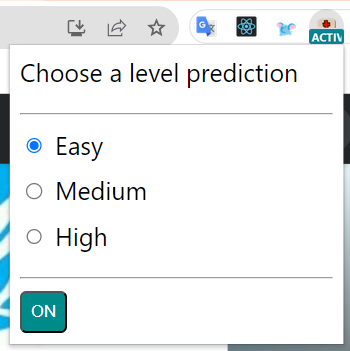 ACTIV
Choose a level prediction
Easy
Medium
High
ON